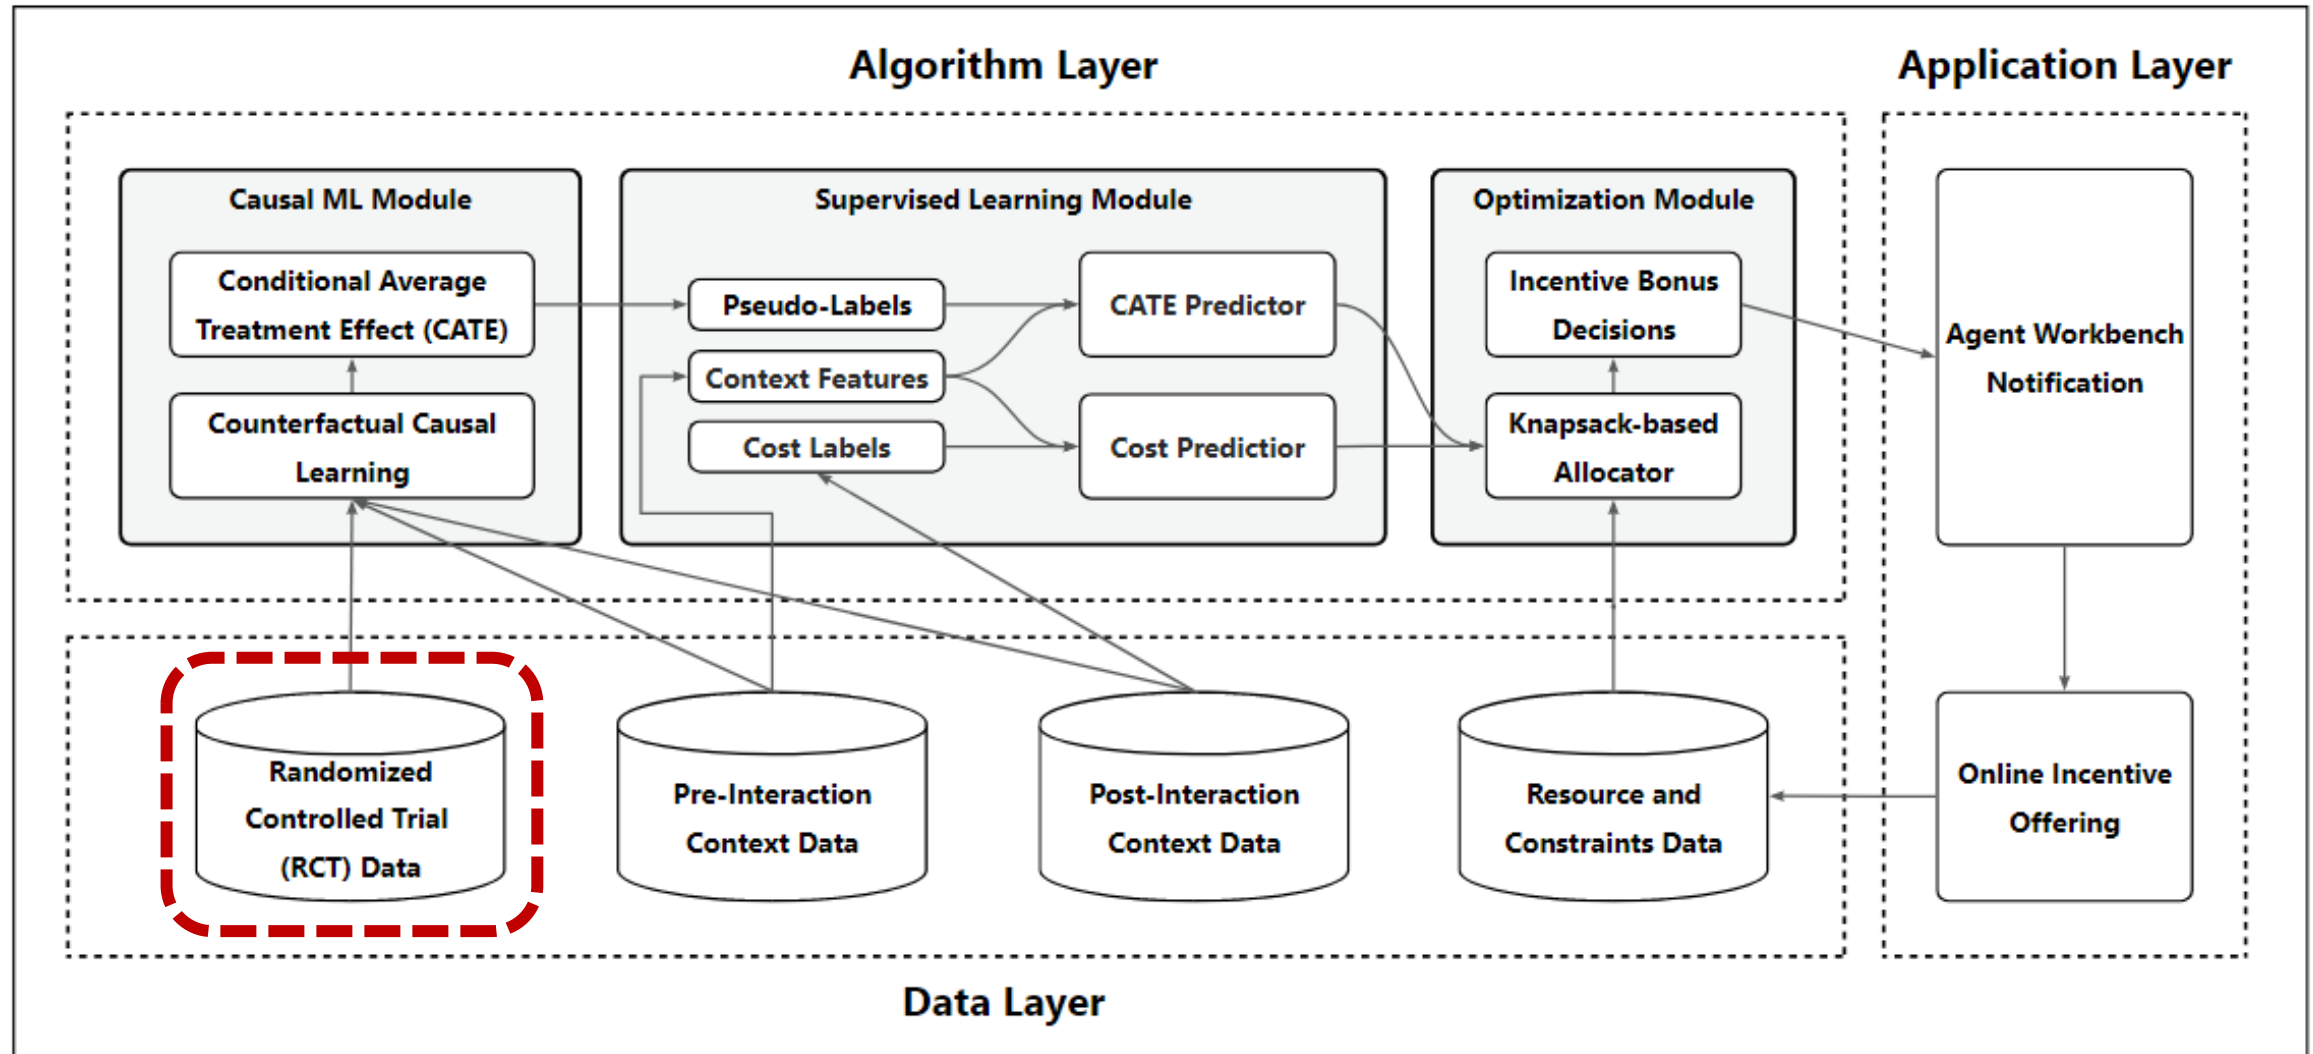 Algorithm Layer
Application Layer
Causal ML Module
Conditional Average
Treatment Effect (CATE)
Counterfactual Causal
Learning
Supervised Learning Module
Pseudo-Labels
Context Features
Cost Labels
CATE Predictor
Cost Predictior
Optimization Module
Incentive Bonus
Decisions
Knapsack-based
Allocator
Agent Workbench
Notification
Randomized
Controlled Trial
(RCT) Data
Pre-Interaction
Context Data
Post-Interaction
Context Data
Resource and
Constraints Data
Online Incentive
Offering
Data Layer